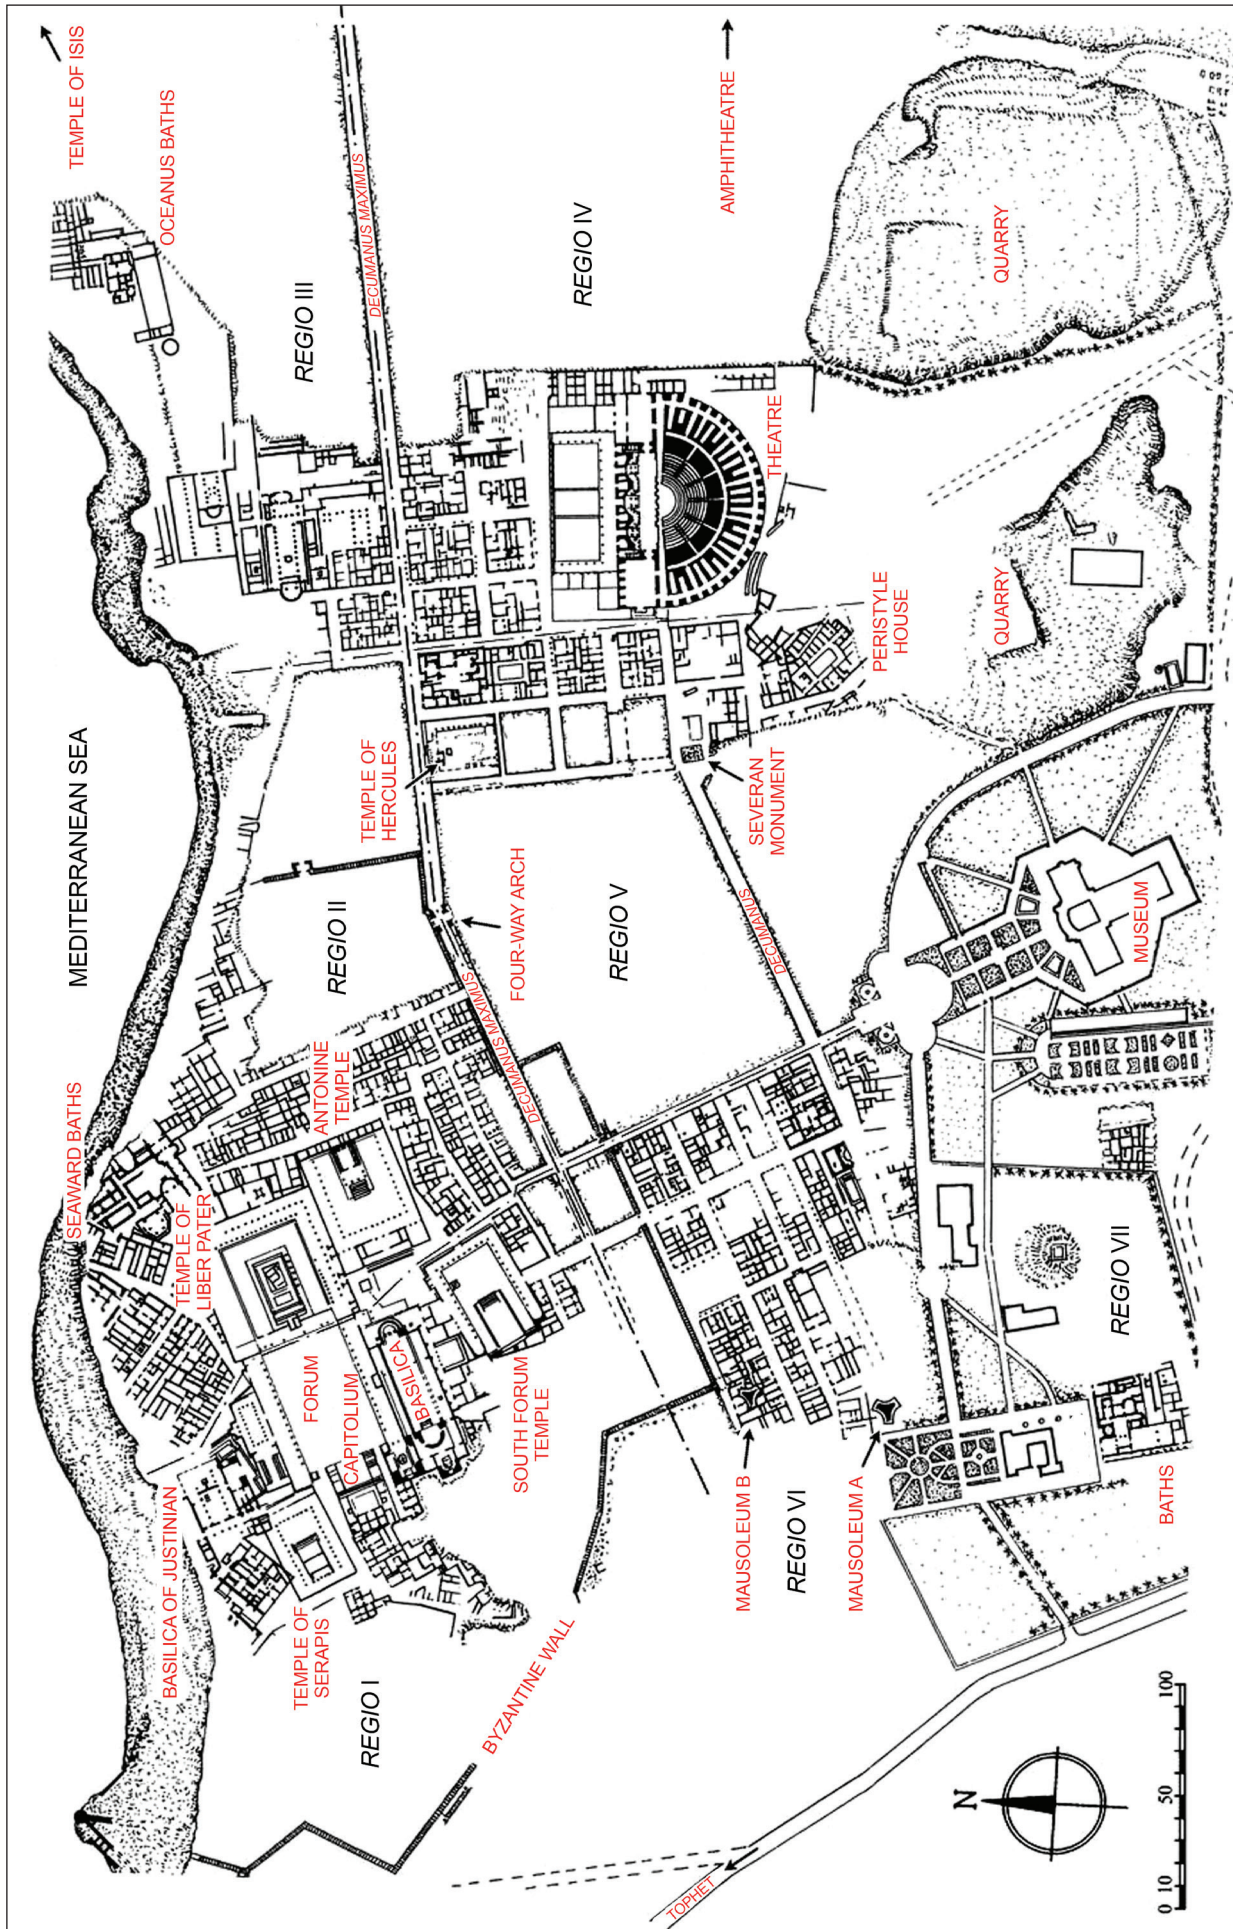 TEMPLE OF ISIS
OCEANUS BATHS
MEDITERRANEAN SEA
SEAWARD BATHS
REGIO III
DECUMANUS MAXIMUS
REGIO IV
AMPHITHEATRE
QUARRY
THEATRE
PERISTYLE
HOUSE
QUARRY
TEMPLE OF
HERCULES
SEVERAN
MONUMENT
REGIO II
FOUR-WAY ARCH
REGIO V
DECUMANUS
MUSEUM
ANTONINE
TEMPLE
DECUMANUS MAXIMUS
TEMPLE OF
LIBER PATER
FORUM
CAPITOLIUM
BASILICA
SOUTH FORUM
TEMPLE
REGIO VII
BASILICA OF JUSTINIAN
TEMPLE OF
SERAPIS
REGIO I
BYZANTINE WALL
MAUSOLEUM B
REGIO VI
MAUSOLEUM A
BATHS
TOPHET
N
0 10 50 100